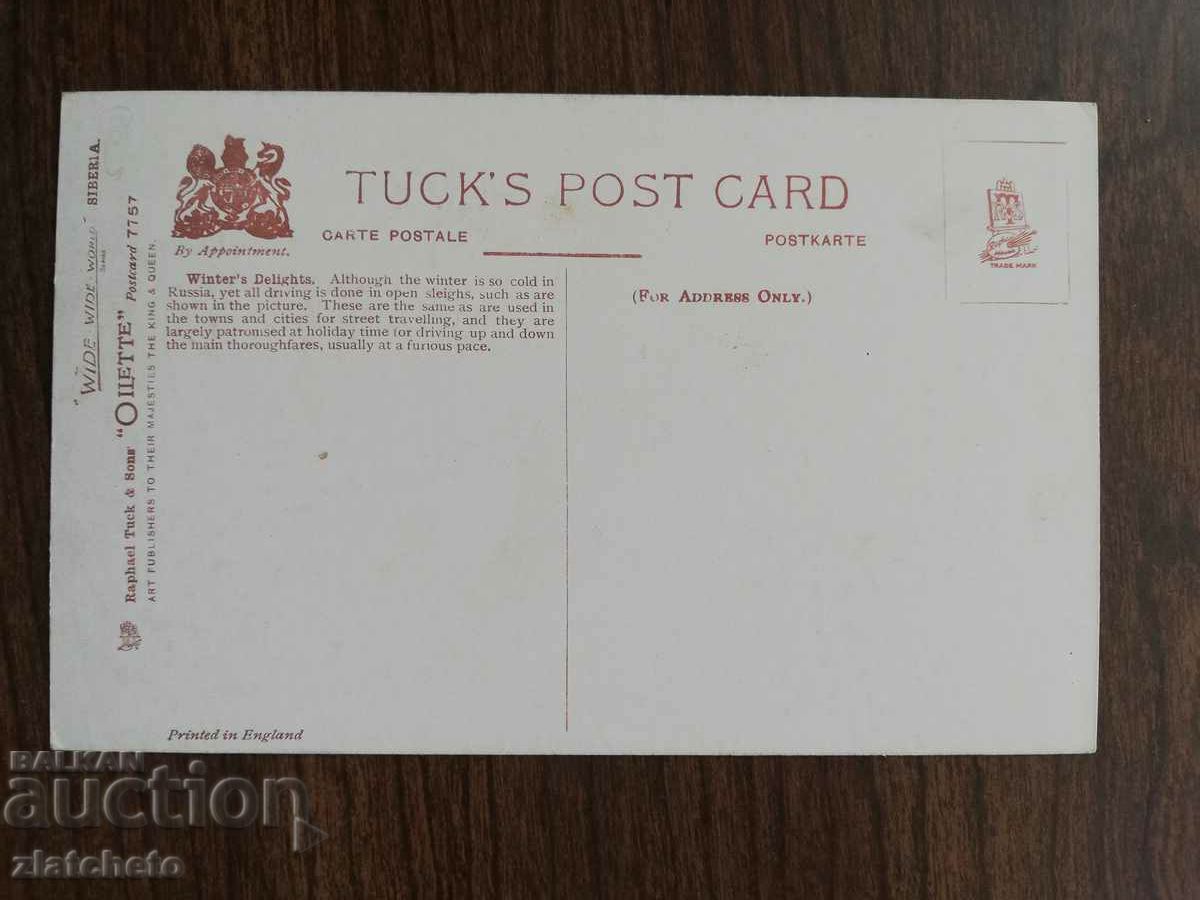 "WIDE-WIDE-WORLD" SIBERIA.
SERIES
Raphael Tuck & Sons' "OILETTE" Postcard 7757
ART PUBLISHERS TO THEIR MAJESTIES THE KING & QUEEN.
By Appointment.
TUCK'S POST CARD
CARTE POSTALE
POSTKARTE
TRADE MARK
Winter's Delights. Although the winter is so cold in
Russia, yet all driving is done in open sleighs, such as are
shown in the picture. These are the same as are used in
the towns and cities for street travelling, and they are
largely patronised at holiday time for driving up and down
the main thoroughfares, usually at a furious pace.
(FOR ADDRESS ONLY.)
Printed in England
BALKAN
auction
zlatcheto